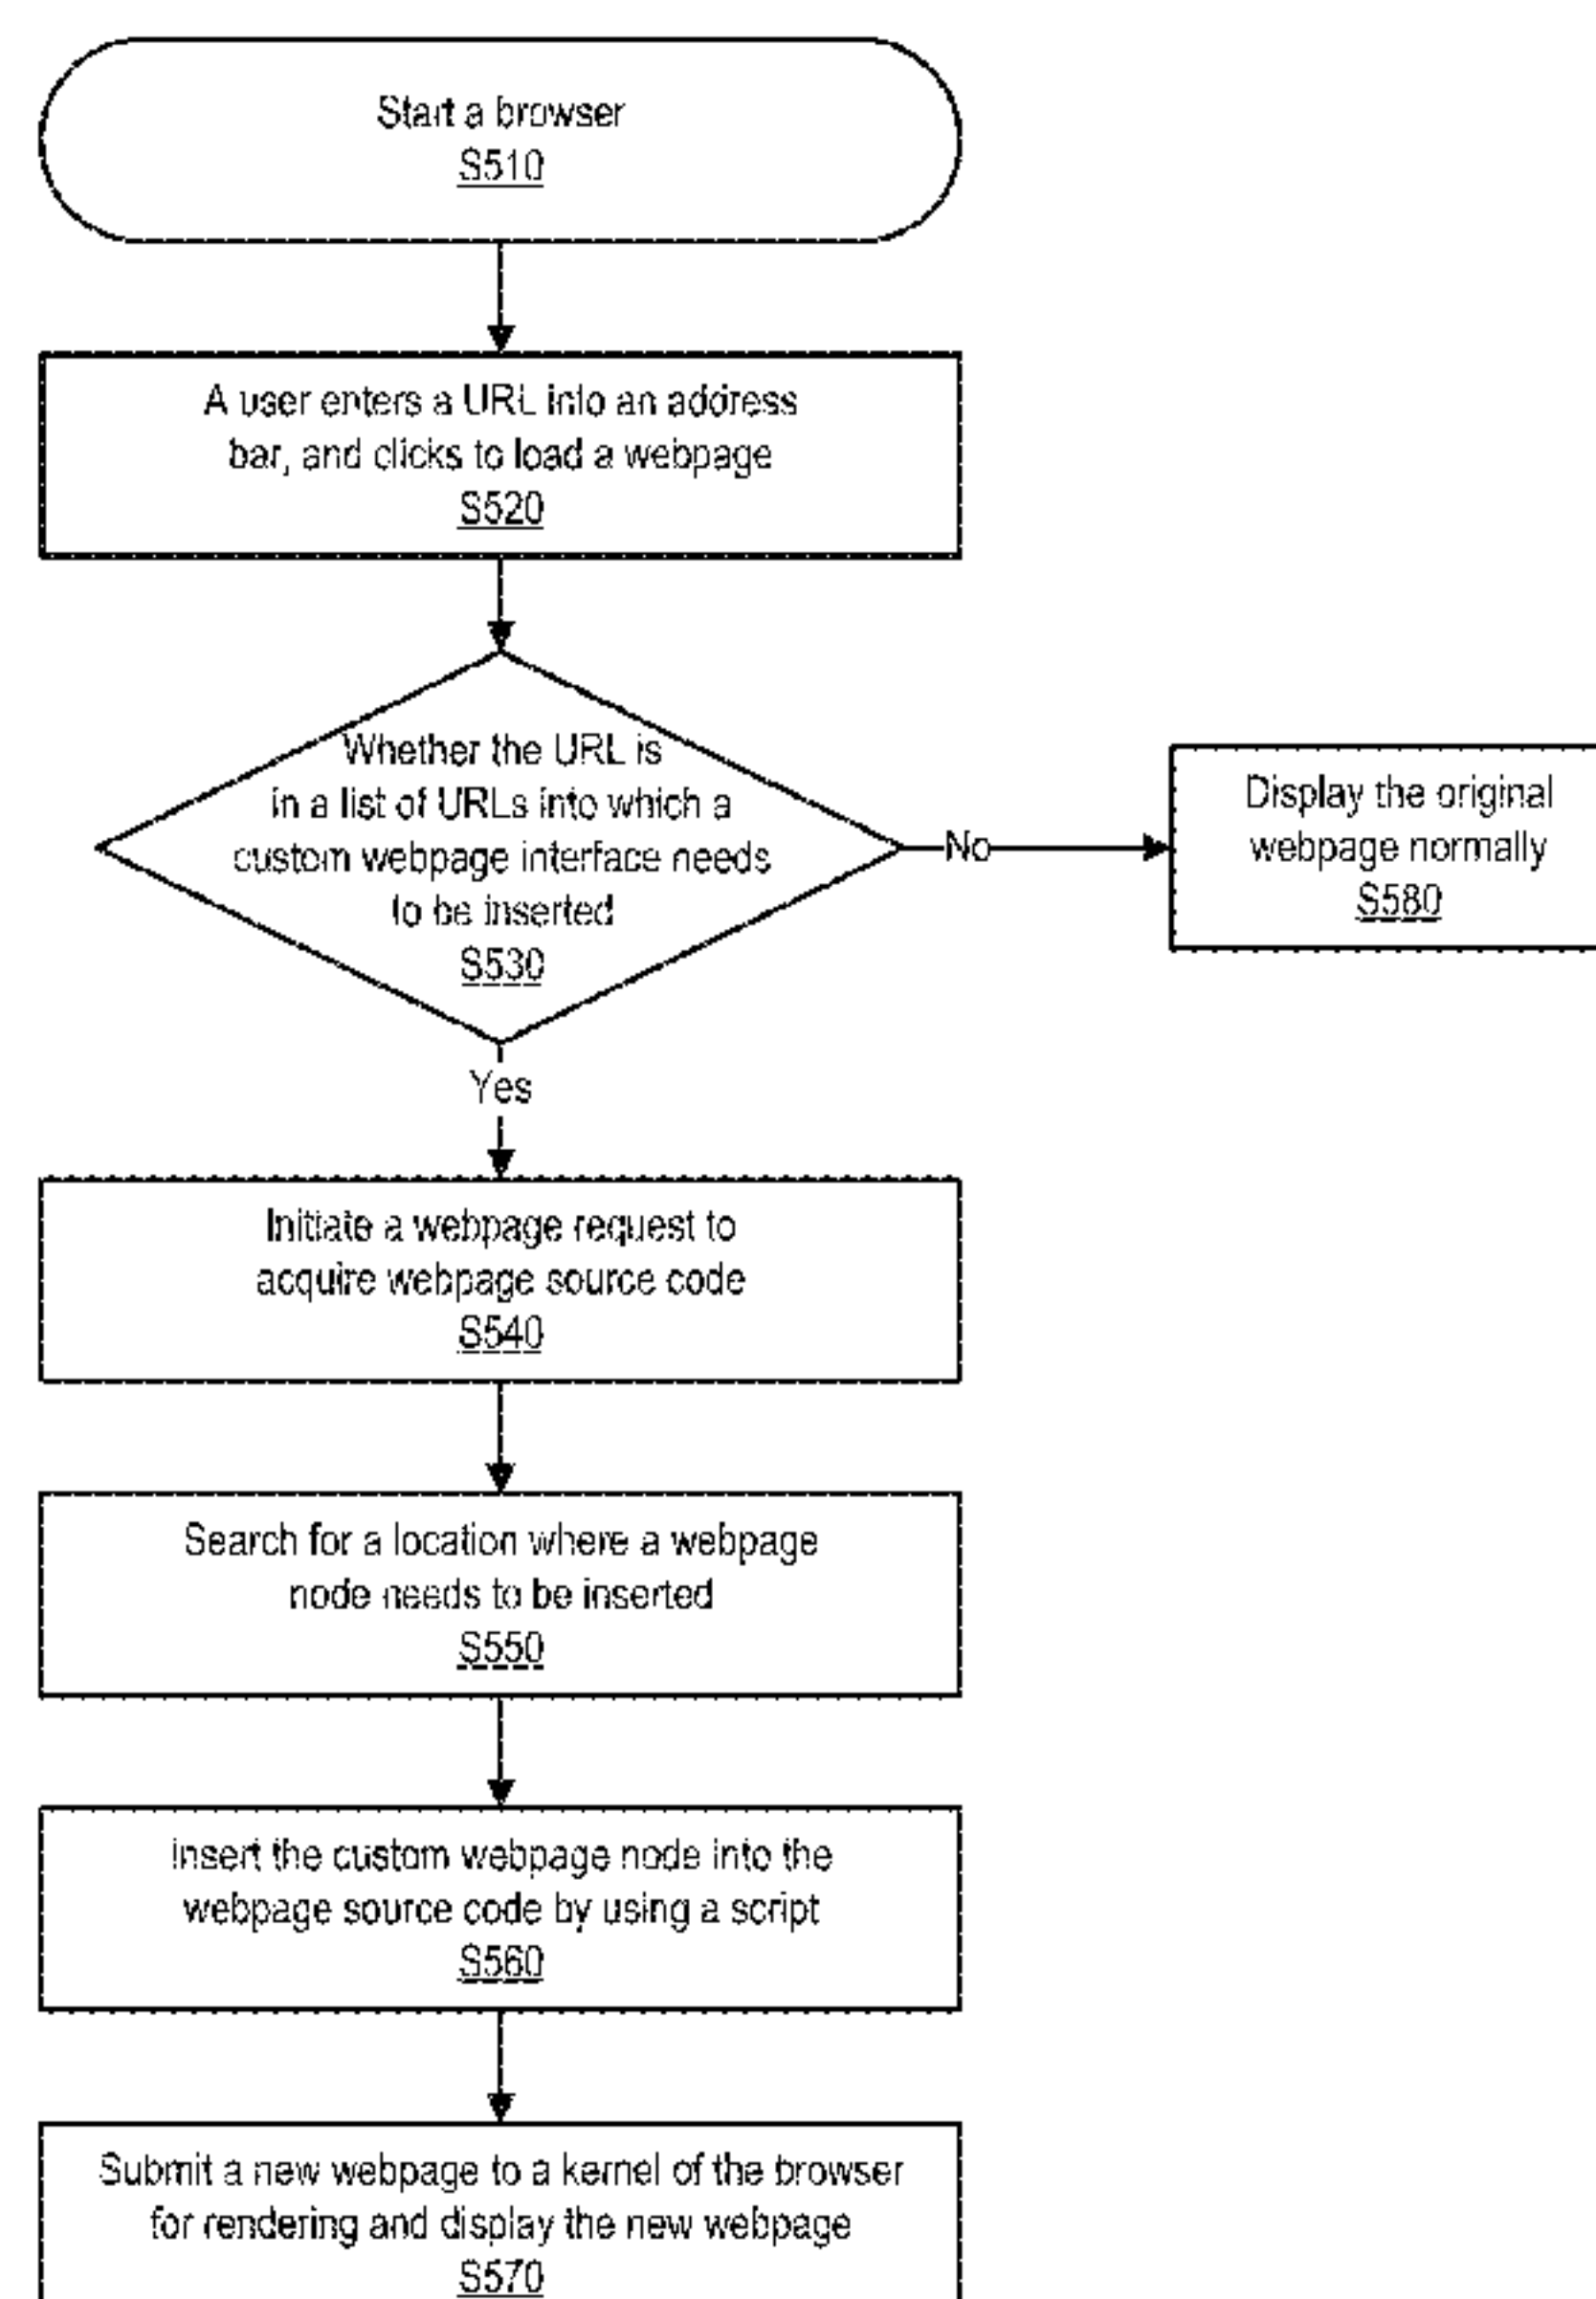 Start a browser
S510
A user enters a URL into an address
bar, and clicks to load a webpage
S520
Whether the URL is
in a list of URLs into which a
custom webpage interface needs
to be inserted
S530
No
Display the original
webpage normally
S580
Yes
Initiate a webpage request to
acquire webpage source code
S540
Search for a location where a webpage
node needs to be inserted
S550
Insert the custom webpage node into the
webpage source code by using a script
S560
Submit a new webpage to a kernel of the browser
for rendering and display the new webpage
S570